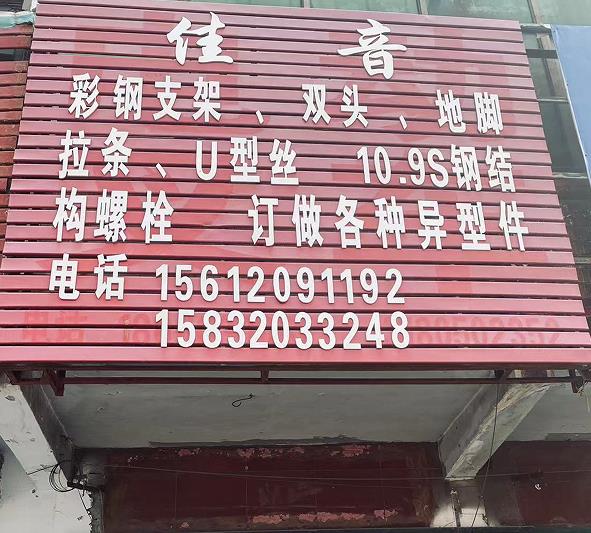 佳音
彩钢支架、双头、地脚
拉条、U型丝 10.9S钢结
构螺栓 订做各种异型件
电话 15612091192
15832033248